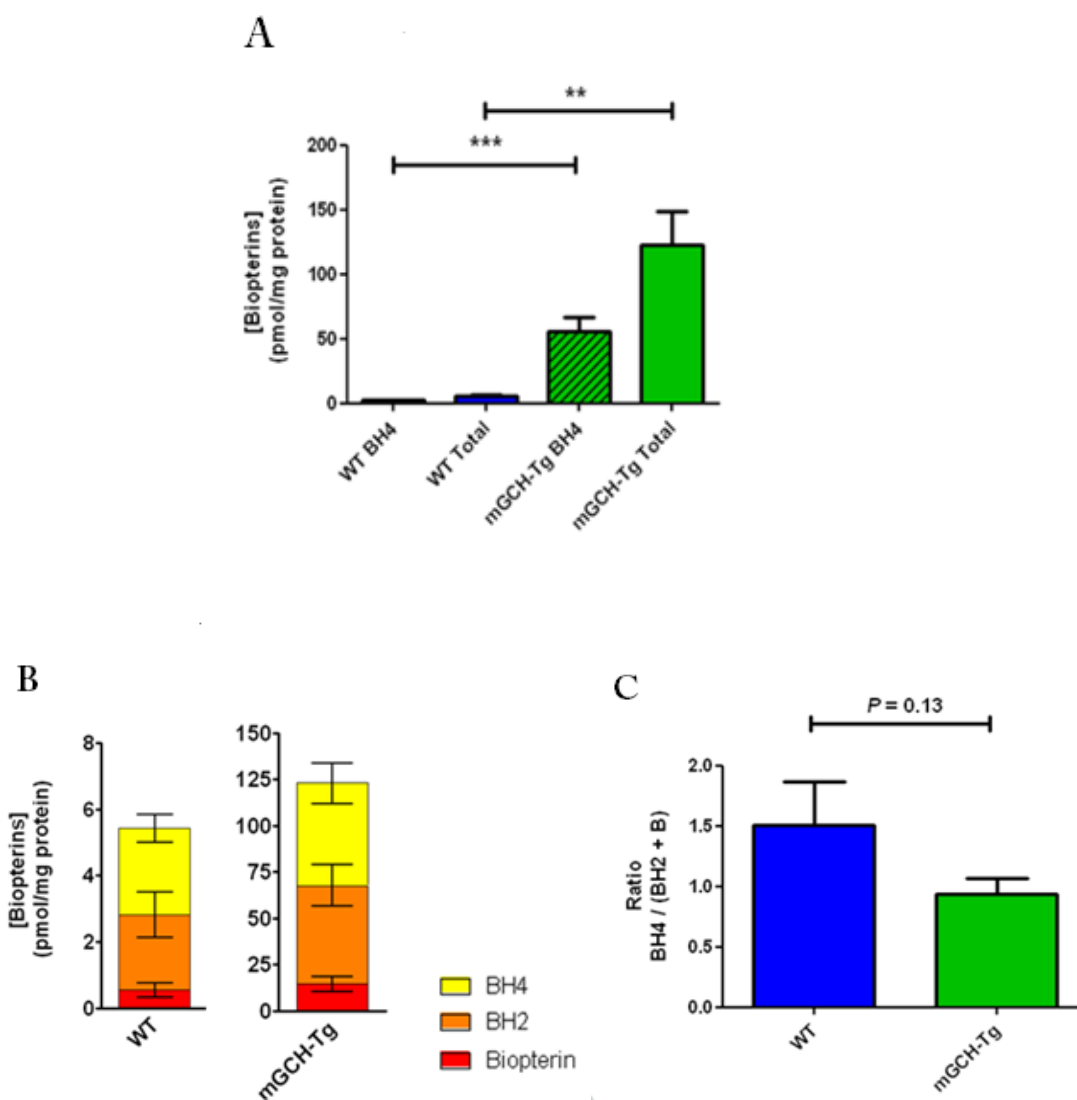 A
**
***
200
150
100
50
0
[Biopterins]
(pmol/mg protein)
WT BH4
WT Total
mGCH-Tg BH4
mGCH-Tg Total
B
8
6
4
2
0
[Biopterins]
(pmol/mg protein)
WT
150
125
100
75
50
25
0
mGCH-Tg
BH4
BH2
Biopterin
C
P = 0.13
2.0
1.5
1.0
0.5
0.0
Ratio
BH4 / (BH2 + B)
WT
mGCH-Tg